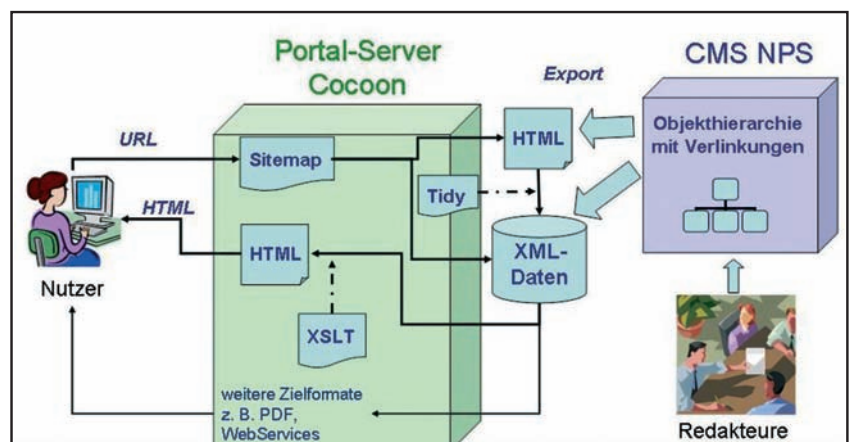 Portal-Server
Cocoon
Export
CMS NPS
URL
Sitemap
HTML
Objekthierarchie
mit Verlinkungen
Tidy
HTML
HTML
XML-
Daten
Nutzer
XSLT
weitere Zielformate
z. B. PDF,
WebServices
Redakteure